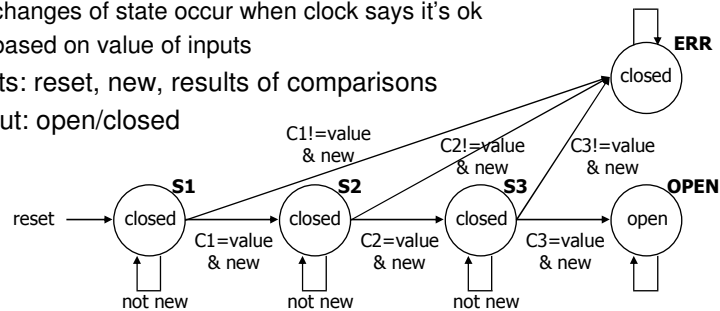 changes of state occur when clock says it's ok
based on value of inputs
ts: reset, new, results of comparisons
ut: open/closed
ERR
closed
C1!=value
& new
C2!=value
& new
C3!=value
& new
S1
S2
S3
OPEN
reset
closed
closed
closed
open
C1=value
& new
C2=value
& new
C3=value
& new
not new
not new
not new